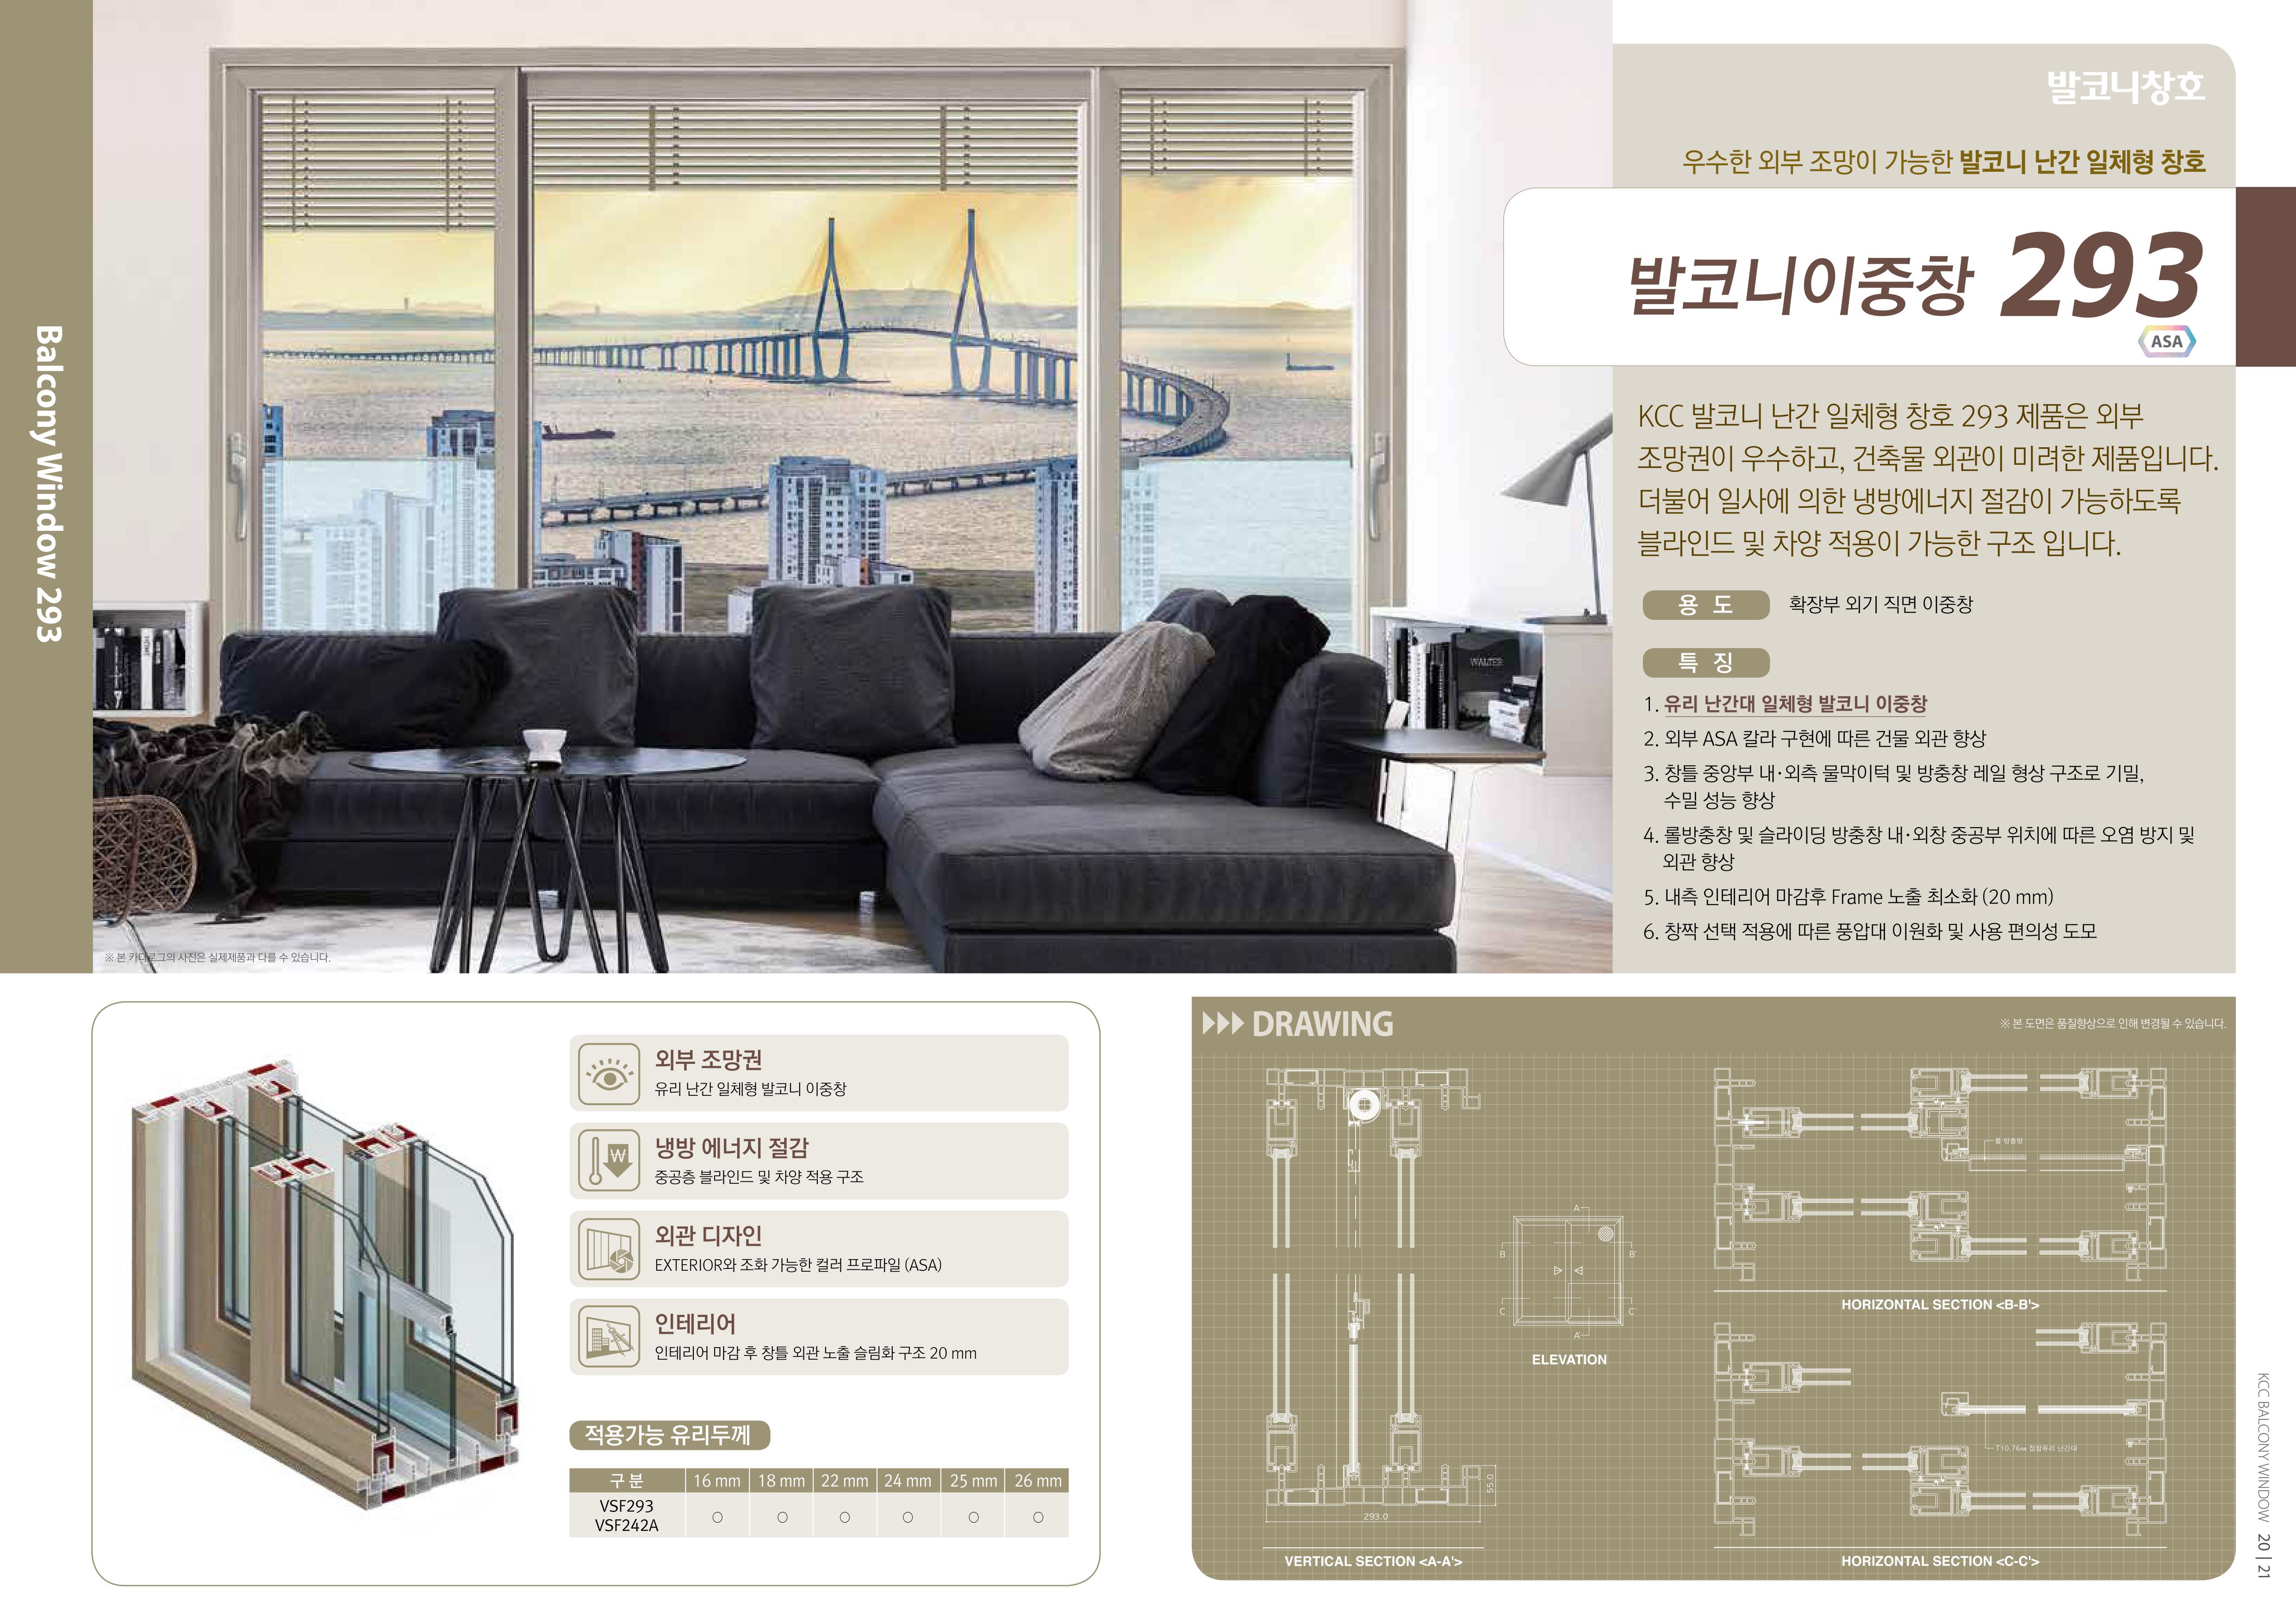 Balcony Window 293
발코니창호
우수한 외부 조망이 가능한 발코니 난간 일체형 창호
발코니이중창 293
ASA
KCC 발코니 난간 일체형 창호 293 제품은 외부
조망권이 우수하고, 건축물 외관이 미려한 제품입니다.
더불어 일사에 의한 냉방에너지 절감이 가능하도록
블라인드 및 차양 적용이 가능한 구조 입니다.
용 도 확장부 외기 직면 이중창
특 징
1. 유리 난간대 일체형 발코니 이중창
2. 외부 ASA 칼라 구현에 따른 건물 외관 향상
3. 창틀 중앙부 내·외측 물막이턱 및 방충창 레일 형상 구조로 기밀,
수밀 성능 향상
4. 롤방충창 및 슬라이딩 방충창 내·외창 중공부 위치에 따른 오염 방지 및
외관 향상
5. 내측 인테리어 마감후 Frame 노출 최소화 (20 mm)
6. 창짝 선택 적용에 따른 풍압대 이원화 및 사용 편의성 도모
WALTER
HOME
※ 본 카다로그의 사진은 실제제품과 다를 수 있습니다.
외부 조망권
유리 난간 일체형 발코니 이중창
냉방 에너지 절감
중공층 블라인드 및 차양 적용 구조
외관 디자인
EXTERIOR와 조화 가능한 컬러 프로파일 (ASA)
인테리어
인테리어 마감 후 창틀 외관 노출 슬림화 구조 20 mm
적용가능 유리두께
구 분 16 mm 18 mm 22 mm 24 mm 25 mm 26 mm
VSF293
VSF242A ○ ○ ○ ○ ○ ○
DRAWING
※ 본 도면은 품질향상으로 인해 변경될 수 있습니다.
55.0
293.0
VERTICAL SECTION <A-A'>
A
B B'
C C'
A'
ELEVATION
롤 방충망
HORIZONTAL SECTION <B-B'>
T10.76㎜ 접합유리 난간대
HORIZONTAL SECTION <C-C'>
KCC BALCONY WINDOW 20 | 21